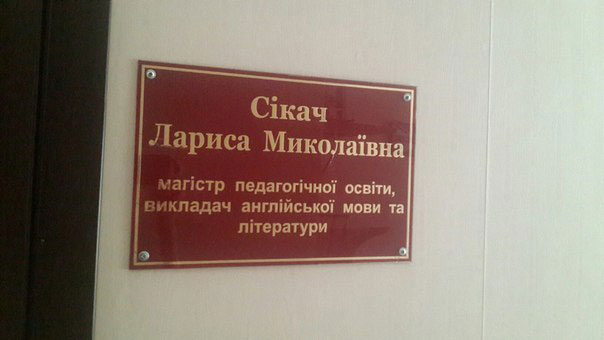 Сікач
Лариса Миколаївна
магістр педагогічної освіти,
викладач англійської мови та
літератури